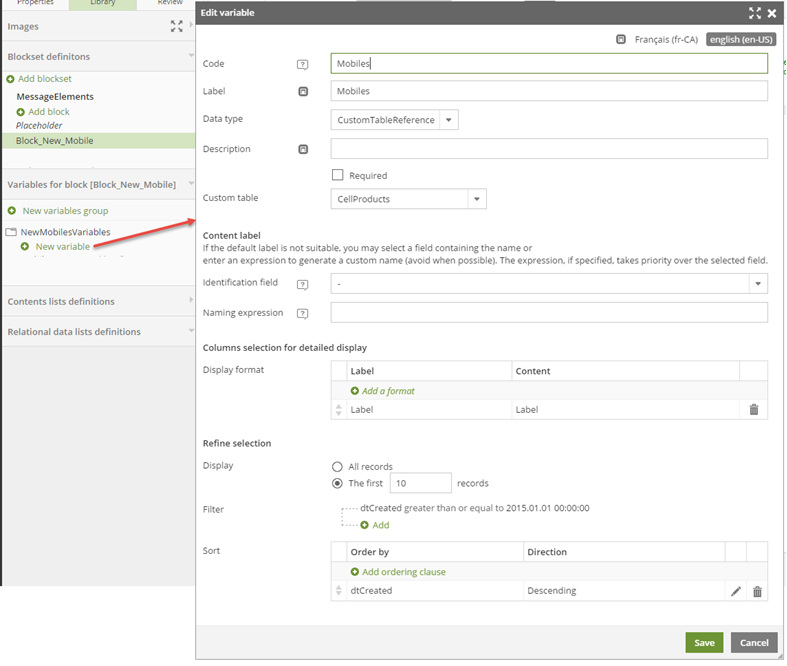 Properties
Library
Review
Images
Blockset definitons
Add blockset
MessageElements
Add block
Placeholder
Block_New_Mobile
Variables for block [Block_New_Mobile]
New variables group
NewMobilesVariables
New variable
Contents lists definitions
Relational data lists definitions
Edit variable
Français (fr-CA) english (en-US)
Code ? Mobiles
Label Mobiles
Data type CustomTableReference
Description
Required
Custom table CellProducts
Content label
If the default label is not suitable, you may select a field containing the name or
enter an expression to generate a custom name (avoid when possible). The expression, if specified, takes priority over the selected field.
Identification field ? -
Naming expression ?
Columns selection for detailed display
Display format Label Content
Add a format
Label Label
Refine selection
Display All records
The first 10 records
Filter dtCreated greater than or equal to 2015.01.01 00:00:00
Add
Sort Order by Direction
Add ordering clause
dtCreated Descending
Save Cancel